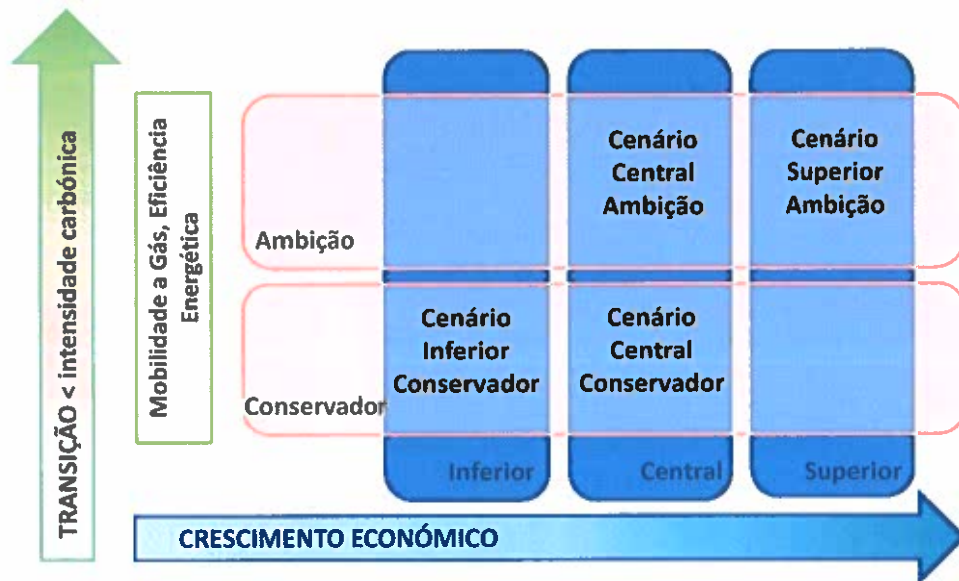 TRANSIÇÃO < intensidade carbónica
Mobilidade a Gás, Eficiência
Energética
Ambição
Cenário
Central
Ambição
Cenário
Superior
Ambição
Conservador
Cenário
Inferior
Conservador
Cenário
Central
Conservador
Inferior
Central
Superior
CRESCIMENTO ECONÓMICO